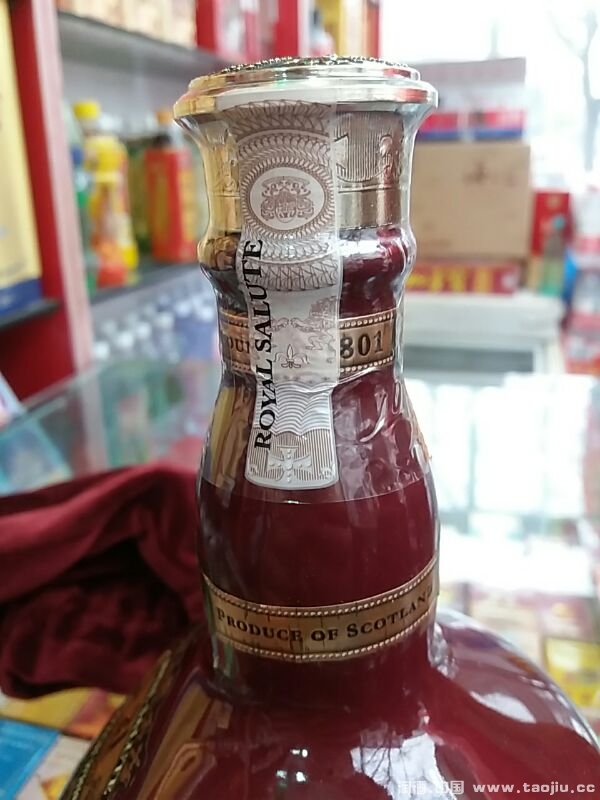 ROYAL SALUTE
801
PRODUCE OF SCOTLAND
www.taojiu.cc